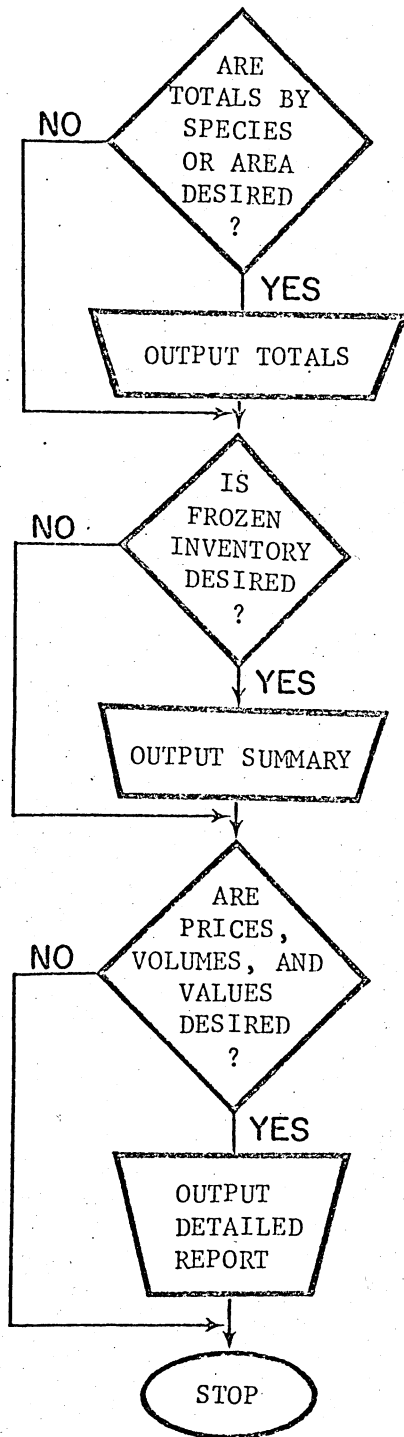 ARE
TOTALS BY
SPECIES
OR AREA
DESIRED
?
NO
YES
OUTPUT TOTALS
IS
FROZEN
INVENTORY
DESIRED
?
NO
YES
OUTPUT SUMMARY
ARE
PRICES,
VOLUMES, AND
VALUES
DESIRED
?
NO
YES
OUTPUT
DETAILED
REPORT
STOP